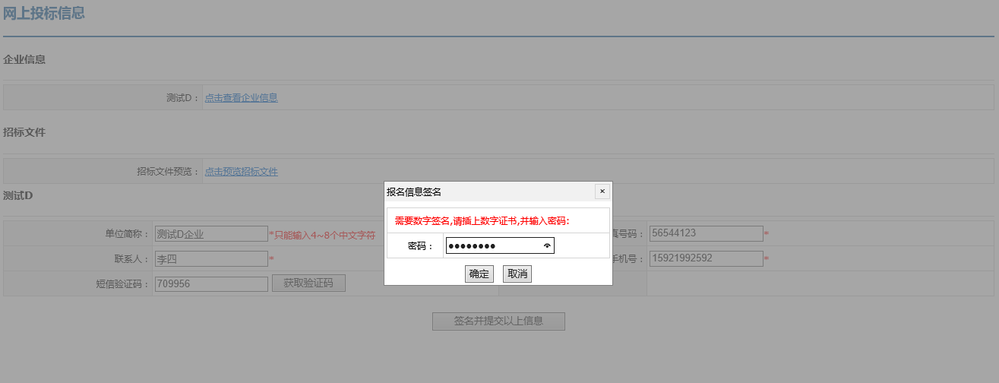 网上投标信息
企业信息
测试D： 点击查看企业信息
招标文件
招标文件预览： 点击预览招标文件
测试D
报名信息签名 ×
需要数字签名,请插上数字证书,并输入密码:
密码： ●●●●●●●●
确定 取消
单位简称： 测试D企业 *只能输入4~8个中文字符 真号码： 56544123 *
联系人： 李四 * 手机号： 15921992592 *
短信验证码： 709956 获取验证码
签名并提交以上信息